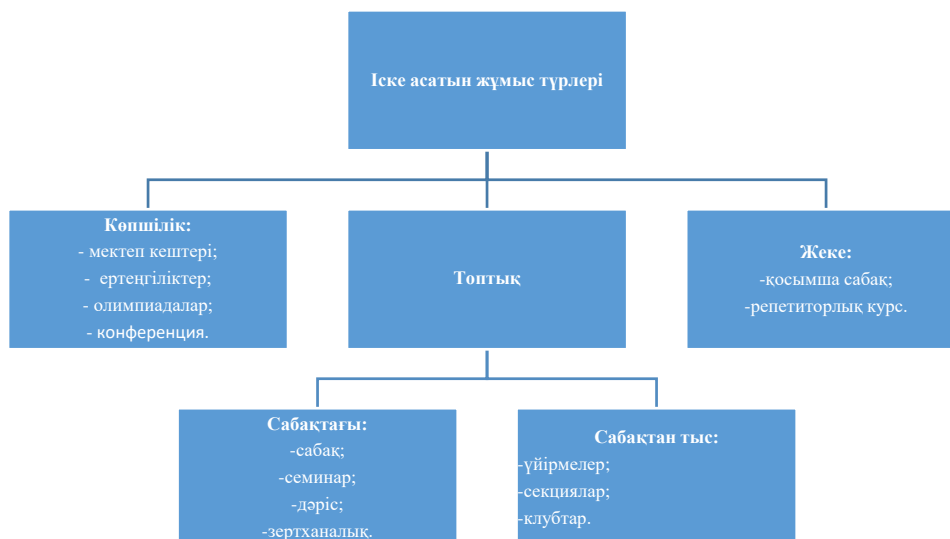 Іске асатын жұмыс түрлері
Көпшілік:
- мектеп кештері;
- ертеңгіліктер;
- олимпиадалар;
- конференция.
Топтық
Жеке:
-қосымша сабақ;
-репетиторлық курс.
Сабақтағы:
-сабақ;
-семинар;
-дәріс;
-зертханалық.
Сабақтан тыс:
-үйірмелер;
-секциялар;
-клубтар.